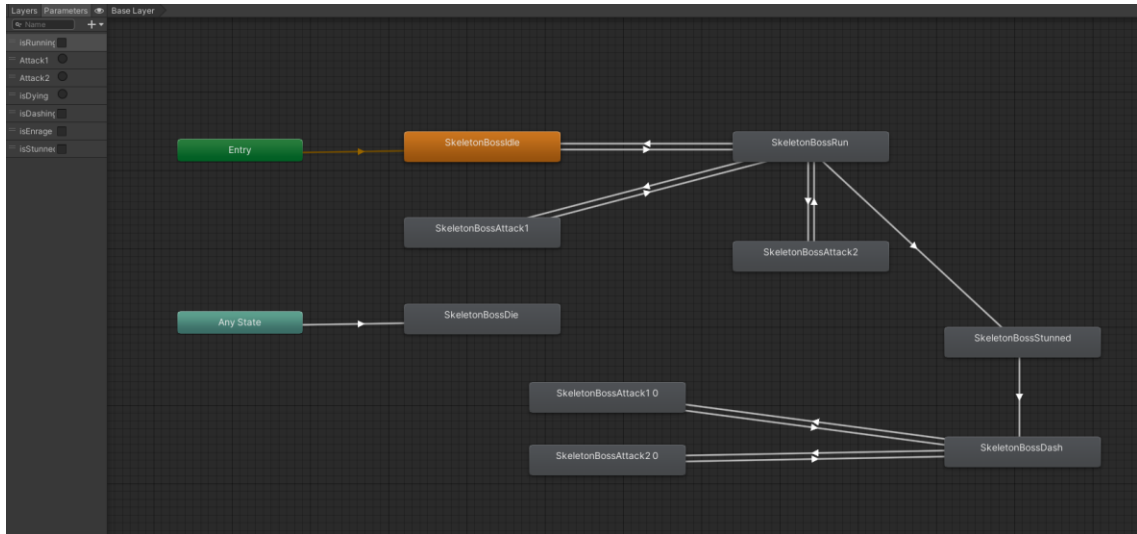 Layers Parameters Base Layer
Name
isRunning
Attack1
Attack2
isDying
isDashing
isEnrage
isStunned
Entry
SkeletonBossIdle
SkeletonBossRun
SkeletonBossAttack1
SkeletonBossAttack2
Any State
SkeletonBossDie
SkeletonBossStunned
SkeletonBossAttack1 0
SkeletonBossAttack2 0
SkeletonBossDash